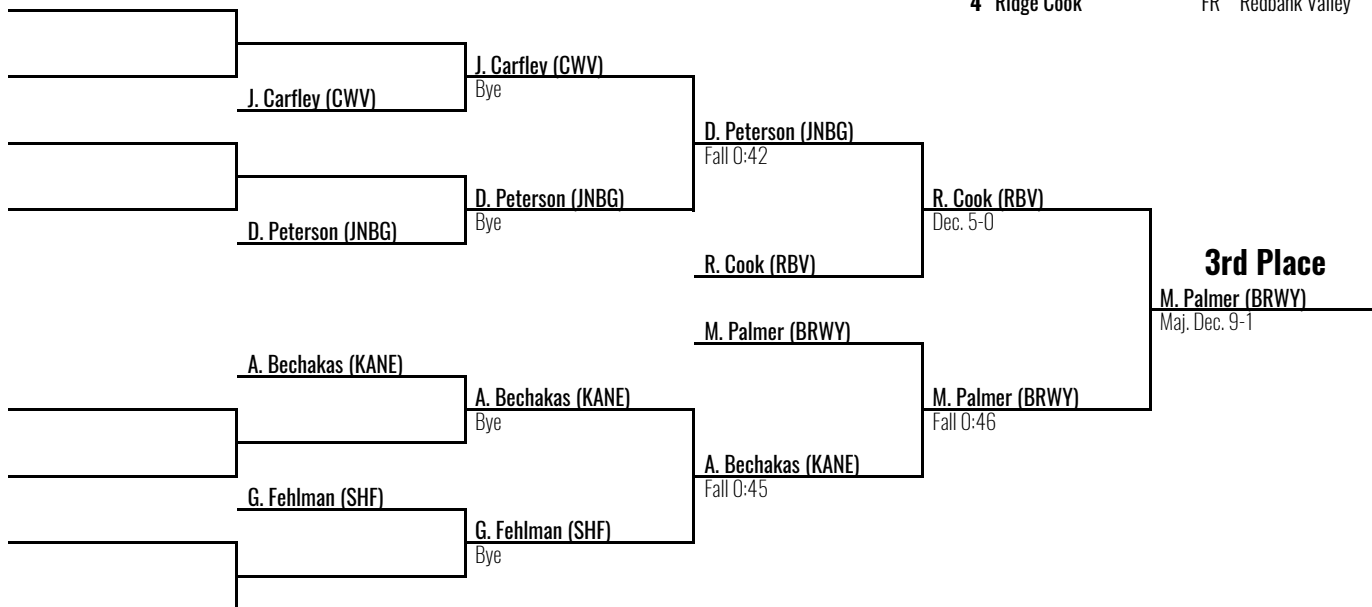 4 Ridge Cook FR Redbank Valley
J. Carfley (CWV)
Bye
J. Carfley (CWV)
D. Peterson (JNBG)
Fall 0:42
D. Peterson (JNBG)
Bye
R. Cook (RBV)
Dec. 5-0
D. Peterson (JNBG)
R. Cook (RBV)
3rd Place
M. Palmer (BRWY)
Maj. Dec. 9-1
M. Palmer (BRWY)
A. Bechakas (KANE)
A. Bechakas (KANE)
Bye
M. Palmer (BRWY)
Fall 0:46
A. Bechakas (KANE)
Fall 0:45
G. Fehlman (SHF)
G. Fehlman (SHF)
Bye